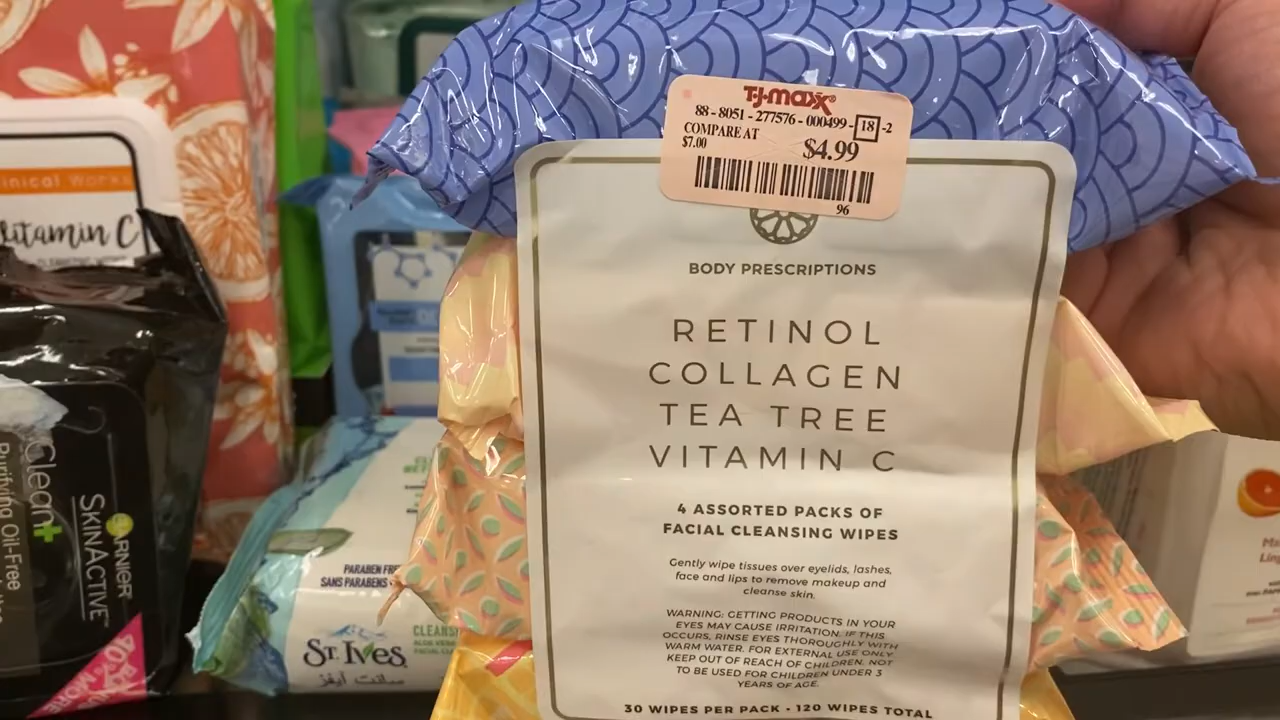 T.J.maxx®
88 - 8051 - 277576 - 000499 - 18 - 2
COMPARE AT
$7.00
$4.99
96
BODY PRESCRIPTIONS
RETINOL
COLLAGEN
TEA TREE
VITAMIN C
4 ASSORTED PACKS OF
FACIAL CLEANSING WIPES
Gently wipe tissues over eyelids, lashes,
face and lips to remove makeup and
cleanse skin.
WARNING: GETTING PRODUCTS IN YOUR
EYES MAY CAUSE IRRITATION. IF THIS
OCCURS, RINSE EYES THOROUGHLY WITH
WARM WATER. FOR EXTERNAL USE ONLY.
KEEP OUT OF REACH OF CHILDREN. NOT
TO BE USED FOR CHILDREN UNDER 3
YEARS OF AGE.
30 WIPES PER PACK - 120 WIPES TOTAL
Works
Vitamin C
GARNIER
SKINACTIVE™
Clean+
Purifying Oil-Free
MORE
PARABEN FREE
SANS PARABENS
ST. IVES
سانت آيفز
CLEANS